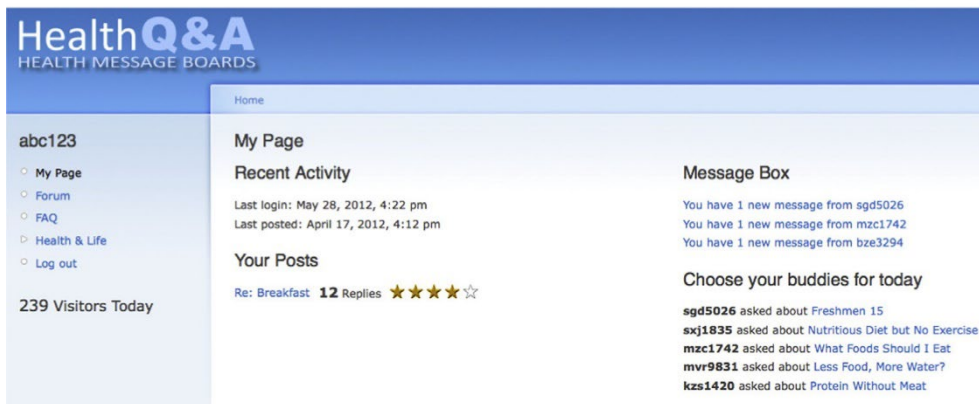 Health Q&A
HEALTH MESSAGE BOARDS
Home
abc123
My Page
Forum
FAQ
Health & Life
Log out
239 Visitors Today
My Page
Recent Activity
Last login: May 28, 2012, 4:22 pm
Last posted: April 17, 2012, 4:12 pm
Your Posts
Re: Breakfast 12 Replies
Message Box
You have 1 new message from sgd5026
You have 1 new message from mzc1742
You have 1 new message from bze3294
Choose your buddies for today
sgd5026 asked about Freshmen 15
sxj1835 asked about Nutritious Diet but No Exercise
mzc1742 asked about What Foods Should I Eat
mvr9831 asked about Less Food, More Water?
kzs1420 asked about Protein Without Meat